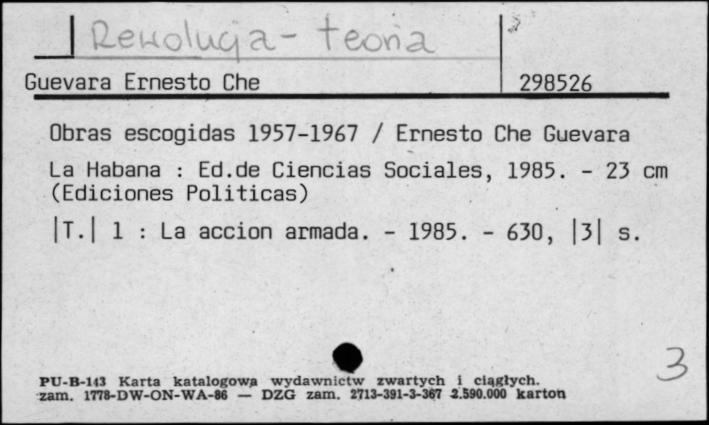 Rewolucja - teoria
Guevara Ernesto Che 298526
Obras escogidas 1957-1967 / Ernesto Che Guevara
La Habana : Ed.de Ciencias Sociales, 1985. - 23 cm
(Ediciones Politicas)
|T.| 1 : La accion armada. - 1985. - 630, |3| s.
3
PU-B-143 Karta katalogowa wydawnictw zwartych i ciągłych.
zam. 1778-DW-ON-WA-86 — DZG zam. 2713-391-3-367 2.590.000 karton